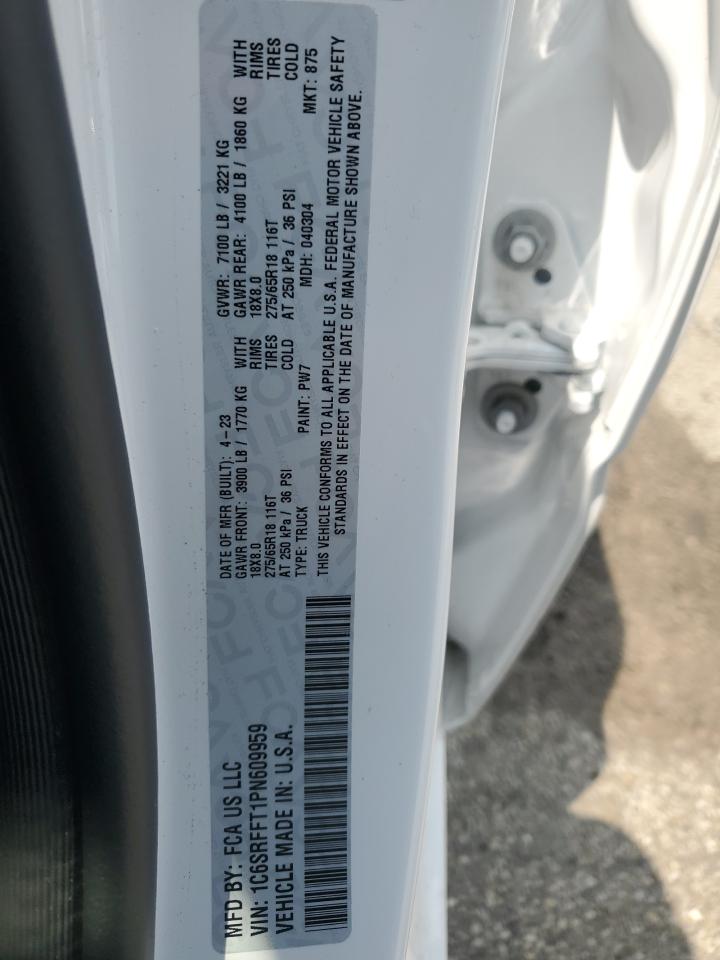 MFD BY: FCA US LLC
VIN: 1C6SRFFT1PN609959
VEHICLE MADE IN: U.S.A.
DATE OF MFR (BUILT): 4-23 GVWR: 7100 LB / 3221 KG
GAWR FRONT: 3900 LB / 1770 KG WITH GAWR REAR: 4100 LB / 1860 KG WITH
18X8.0 RIMS 18X8.0 RIMS
275/65R18 116T TIRES 275/65R18 116T TIRES
AT 250 kPa / 36 PSI COLD AT 250 kPa / 36 PSI COLD
TYPE: TRUCK PAINT: PW7 MDH: 040304 MKT: 875
THIS VEHICLE CONFORMS TO ALL APPLICABLE U.S.A. FEDERAL MOTOR VEHICLE SAFETY
STANDARDS IN EFFECT ON THE DATE OF MANUFACTURE SHOWN ABOVE.